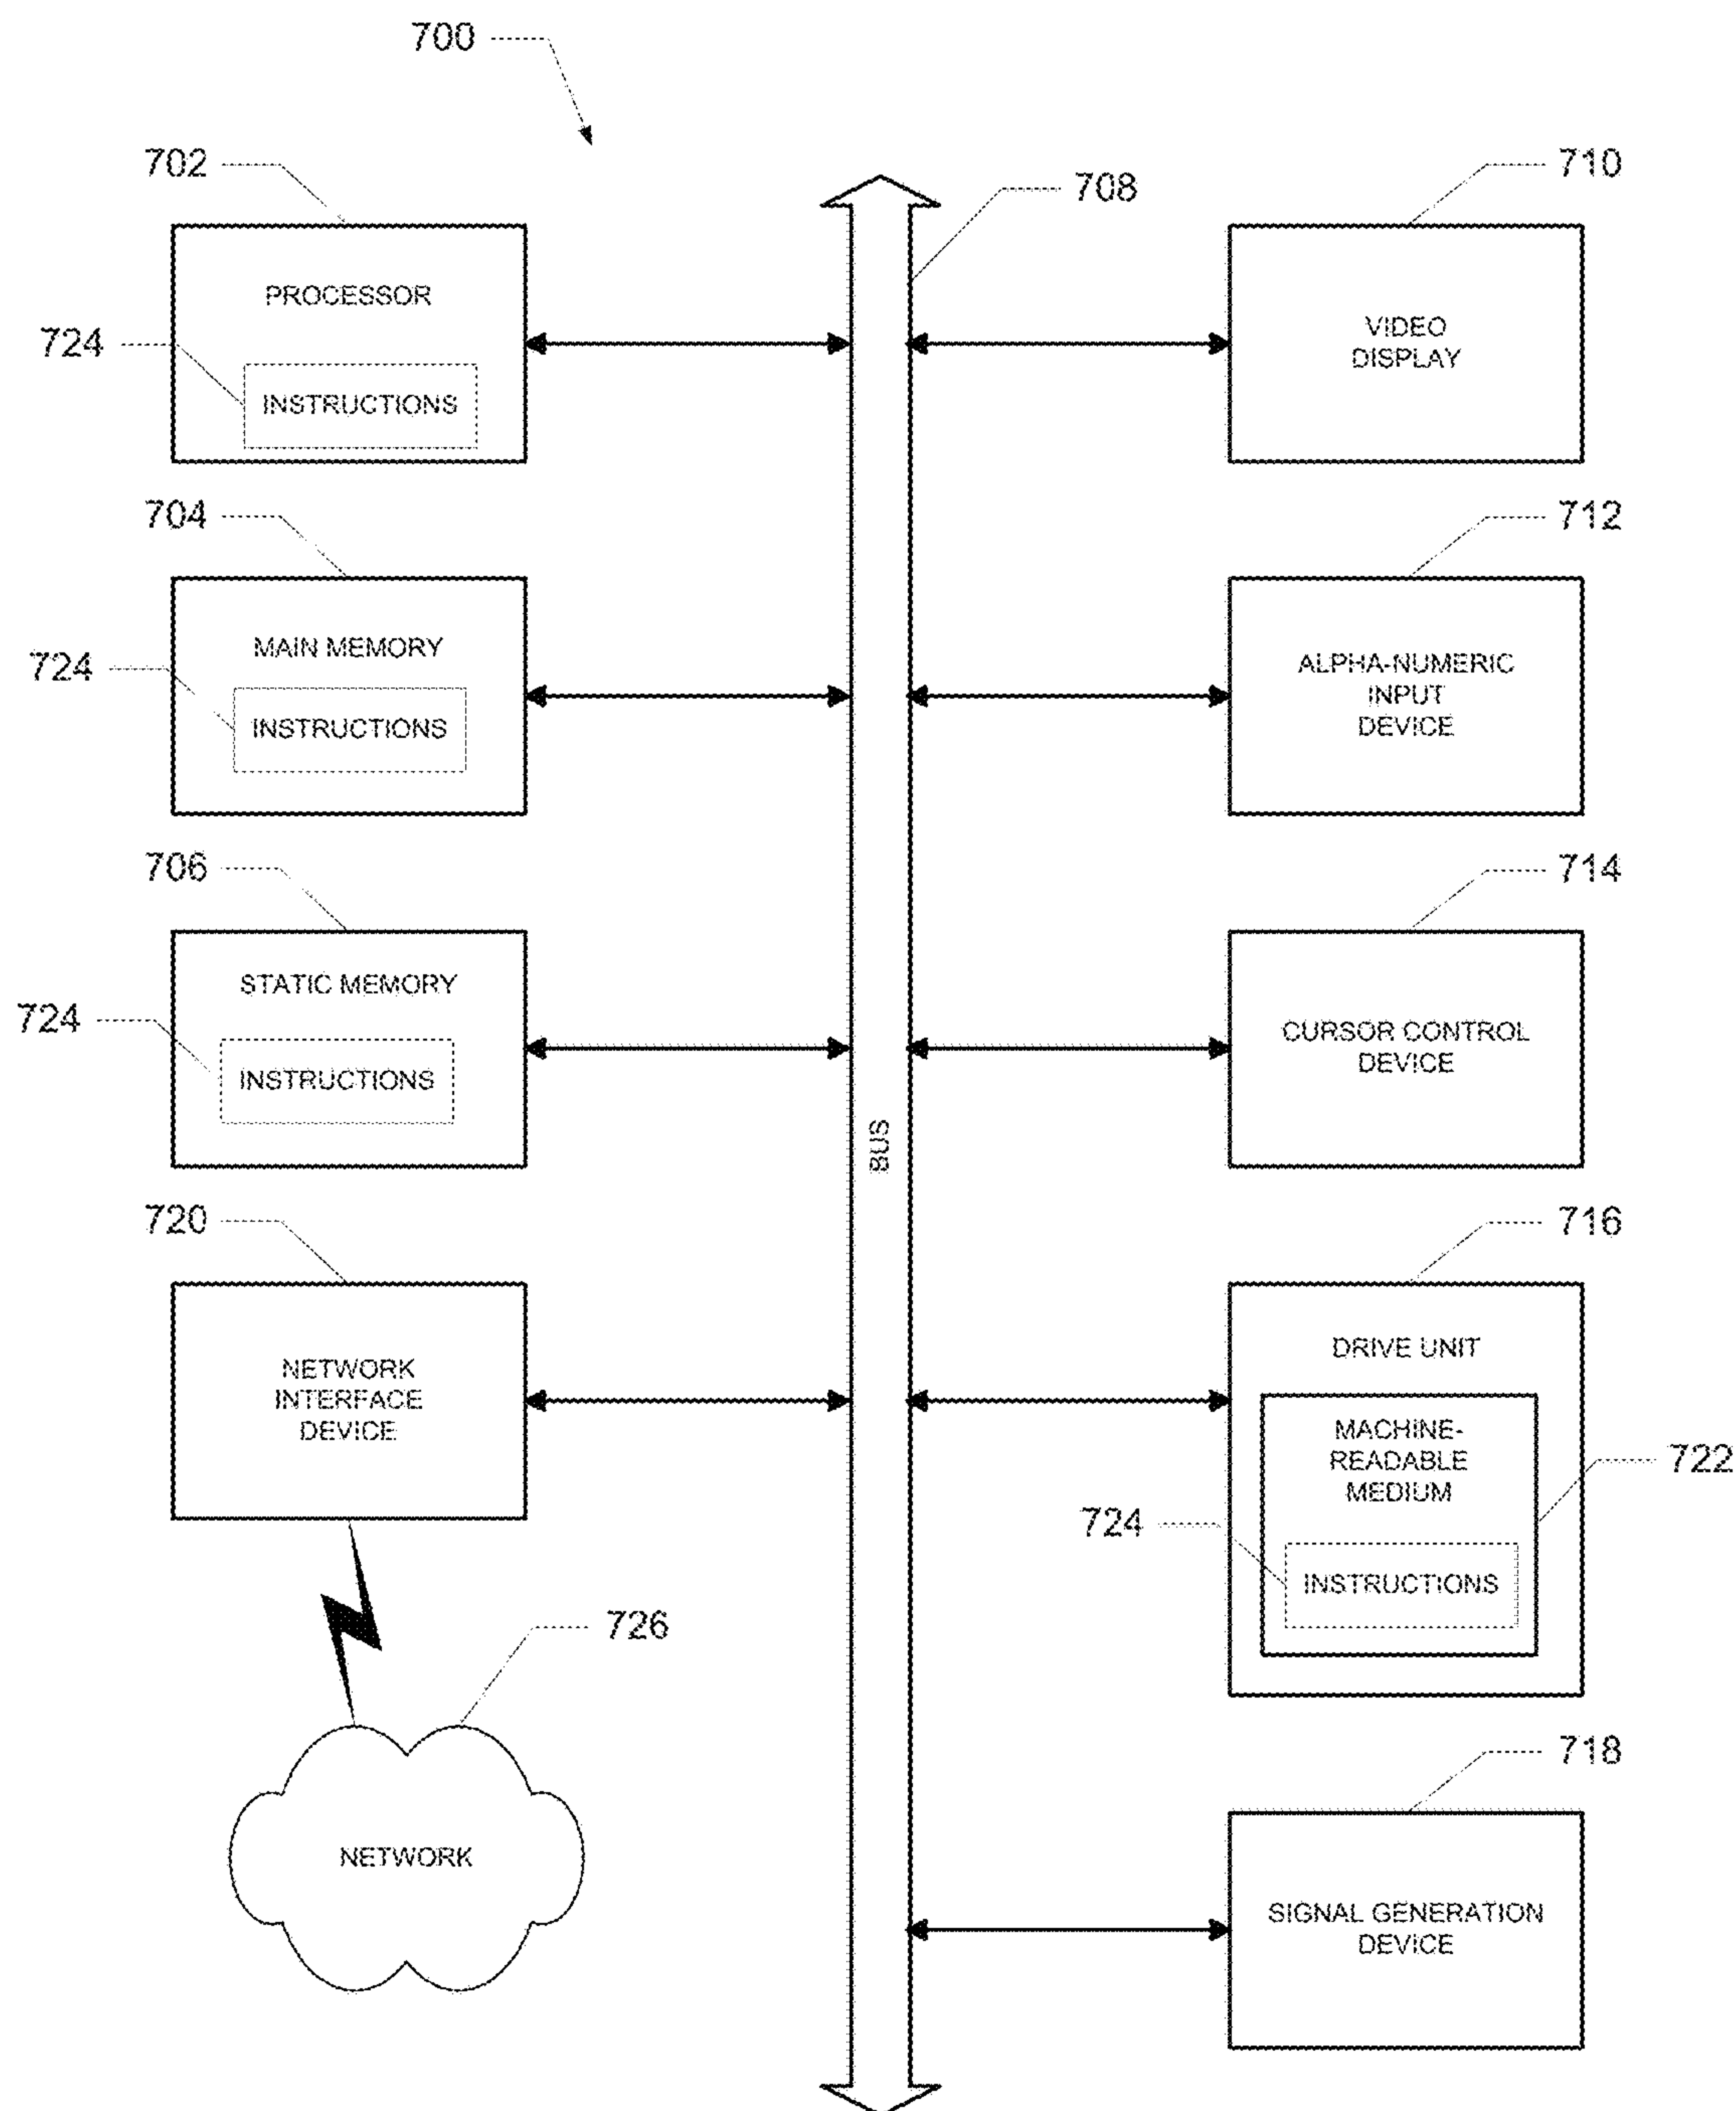 700
702
708
710
PROCESSOR
724
INSTRUCTIONS
VIDEO
DISPLAY
704
712
MAIN MEMORY
724
INSTRUCTIONS
ALPHA-NUMERIC
INPUT
DEVICE
706
714
STATIC MEMORY
724
INSTRUCTIONS
CURSOR CONTROL
DEVICE
BUS
720
716
NETWORK
INTERFACE
DEVICE
DRIVE UNIT
MACHINE-
READABLE
MEDIUM
722
724
INSTRUCTIONS
726
NETWORK
718
SIGNAL GENERATION
DEVICE